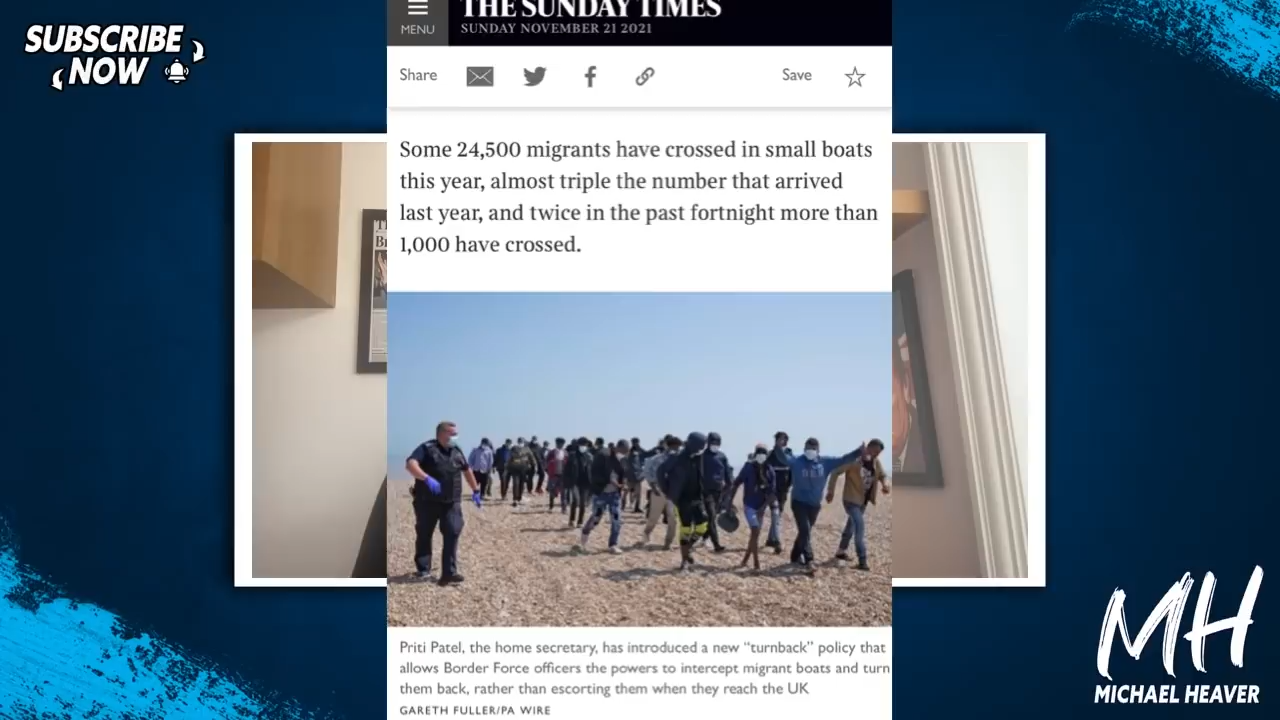 SUBSCRIBE
NOW
MENU
THE SUNDAY TIMES
SUNDAY NOVEMBER 21 2021
Share
Save
Some 24,500 migrants have crossed in small boats
this year, almost triple the number that arrived
last year, and twice in the past fortnight more than
1,000 have crossed.
Priti Patel, the home secretary, has introduced a new “turnback” policy that
allows Border Force officers the powers to intercept migrant boats and turn
them back, rather than escorting them when they reach the UK
GARETH FULLER/PA WIRE
MH
MICHAEL HEAVER